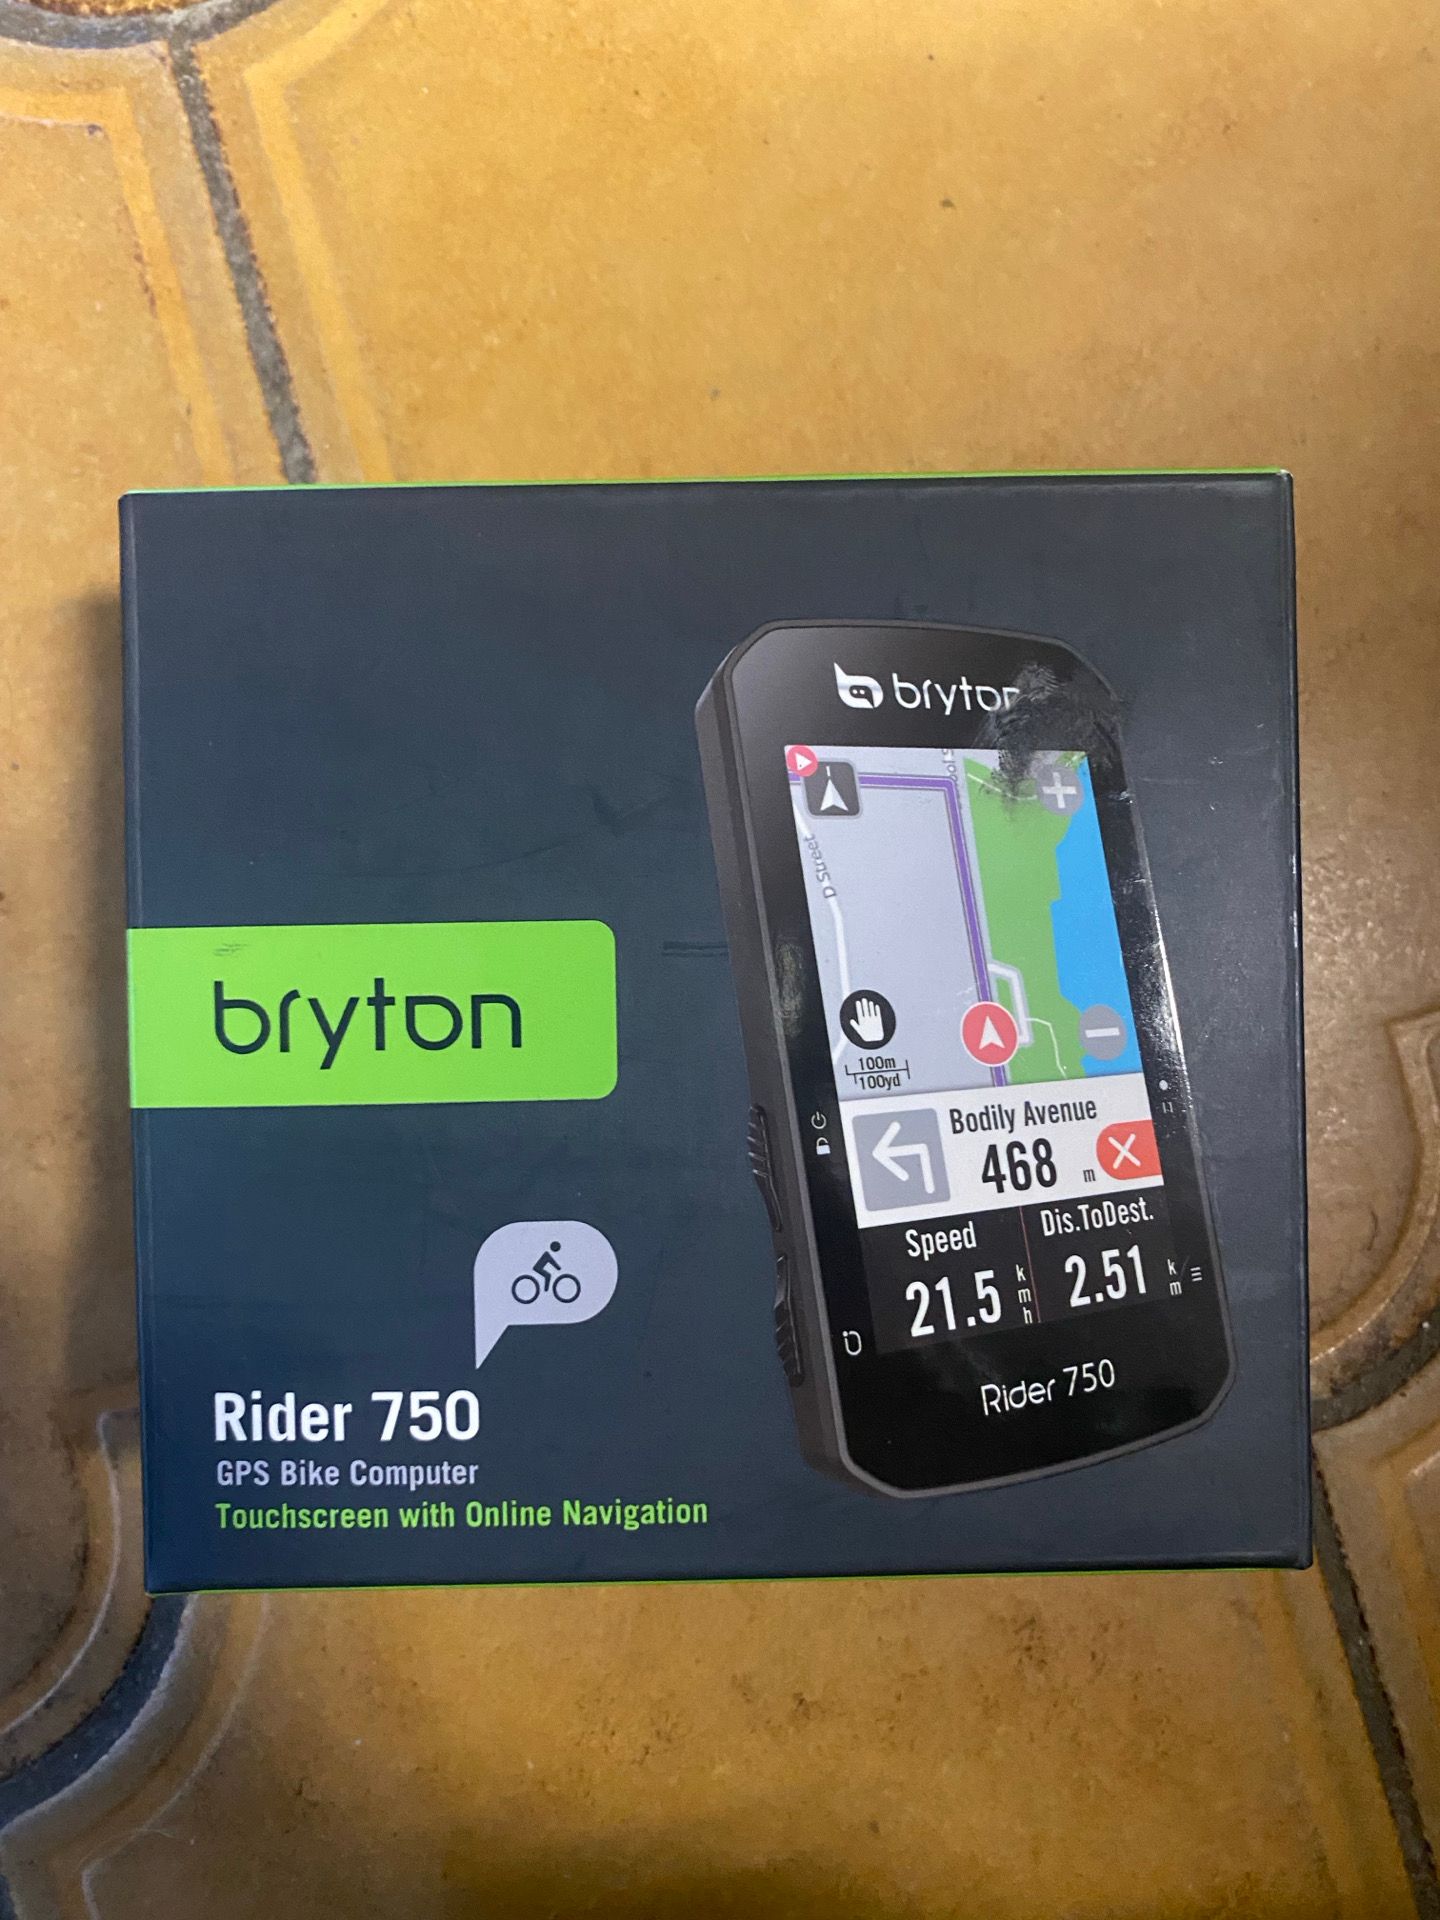 bryton
D Street
100m
100yd
Bodily Avenue
468 m
Speed
21.5 kmh
Dis.ToDest.
2.51 km
Rider 750
bryton
Rider 750
GPS Bike Computer
Touchscreen with Online Navigation